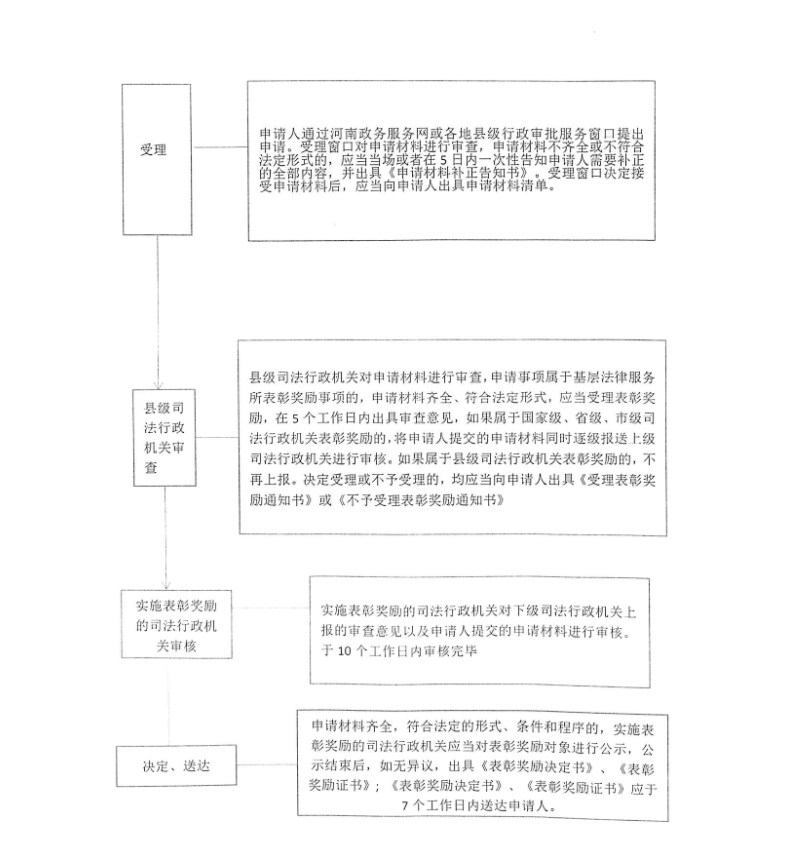 受理
申请人通过河南政务服务网或各地县级行政审批服务窗口提出
申请。受理窗口对申请材料进行审查，申请材料不齐全或不符合
法定形式的，应当当场或者在 5 日内一次性告知申请人需要补正
的全部内容，并出具《申请材料补正告知书》。受理窗口决定接
受申请材料后，应当向申请人出具申请材料清单。
县级司
法行政
机关审
查
县级司法行政机关对申请材料进行审查，申请事项属于基层法律服务
所表彰奖励事项的，申请材料齐全、符合法定形式，应当受理表彰奖
励，在 5 个工作日内出具审查意见，如果属于国家级、省级、市级司
法行政机关表彰奖励的，将申请人提交的申请材料同时逐级报送上级
司法行政机关进行审核。如果属于县级司法行政机关表彰奖励的，不
再上报。决定受理或不予受理的，均应当向申请人出具《受理表彰奖
励通知书》或《不予受理表彰奖励通知书》
实施表彰奖励
的司法行政机
关审核
实施表彰奖励的司法行政机关对下级司法行政机关上
报的审查意见以及申请人提交的申请材料进行审核。
于 10 个工作日内审核完毕
决定、送达
申请材料齐全，符合法定的形式、条件和程序的，实施表
彰奖励的司法行政机关应当对表彰奖励对象进行公示，公
示结束后，如无异议，出具《表彰奖励决定书》、《表彰
奖励证书》；《表彰奖励决定书》、《表彰奖励证书》应于
7 个工作日内送达申请人。